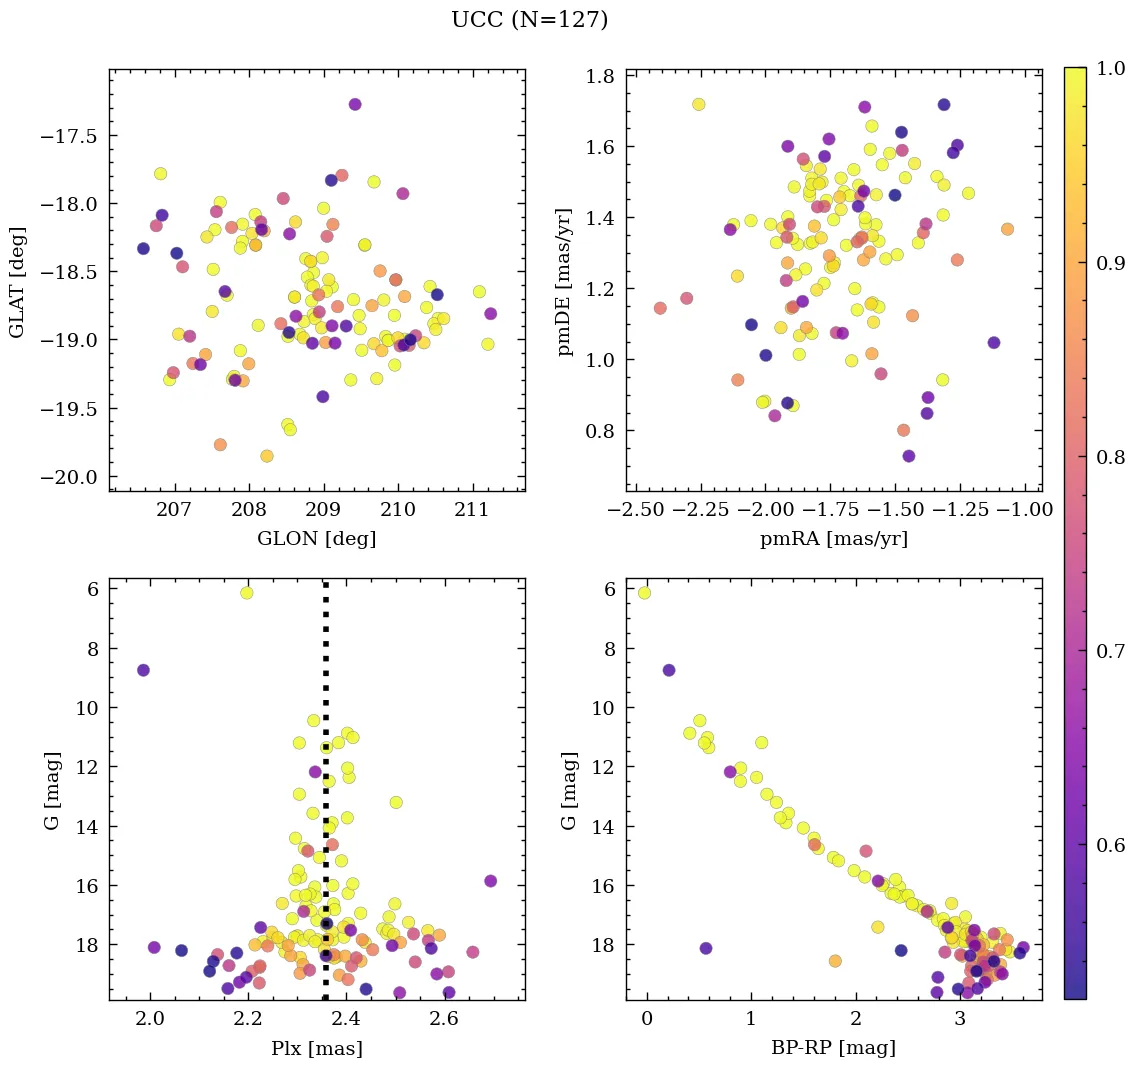 UCC (N=127)
−17.5
−18.0
−18.5
−19.0
−19.5
−20.0
GLAT [deg]
207 208 209 210 211
GLON [deg]
1.8
1.6
1.4
1.2
1.0
0.8
pmDE [mas/yr]
−2.50 −2.25 −2.00 −1.75 −1.50 −1.25 −1.00
pmRA [mas/yr]
6
8
10
12
14
16
18
G [mag]
2.0 2.2 2.4 2.6
Plx [mas]
6
8
10
12
14
16
18
G [mag]
0 1 2 3
BP-RP [mag]
1.0
0.9
0.8
0.7
0.6